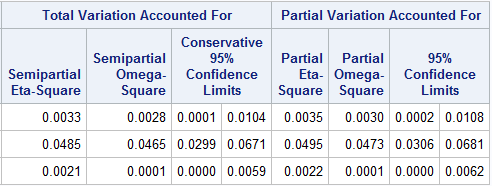 Total Variation Accounted For Partial Variation Accounted For
Semipartial Eta-Square Semipartial Omega-Square Conservative 95% Confidence Limits Partial Eta-Square Partial Omega-Square 95% Confidence Limits
0.0033 0.0028 0.0001 0.0104 0.0035 0.0030 0.0002 0.0108
0.0485 0.0465 0.0299 0.0671 0.0495 0.0473 0.0306 0.0681
0.0021 0.0001 0.0000 0.0059 0.0022 0.0001 0.0000 0.0062